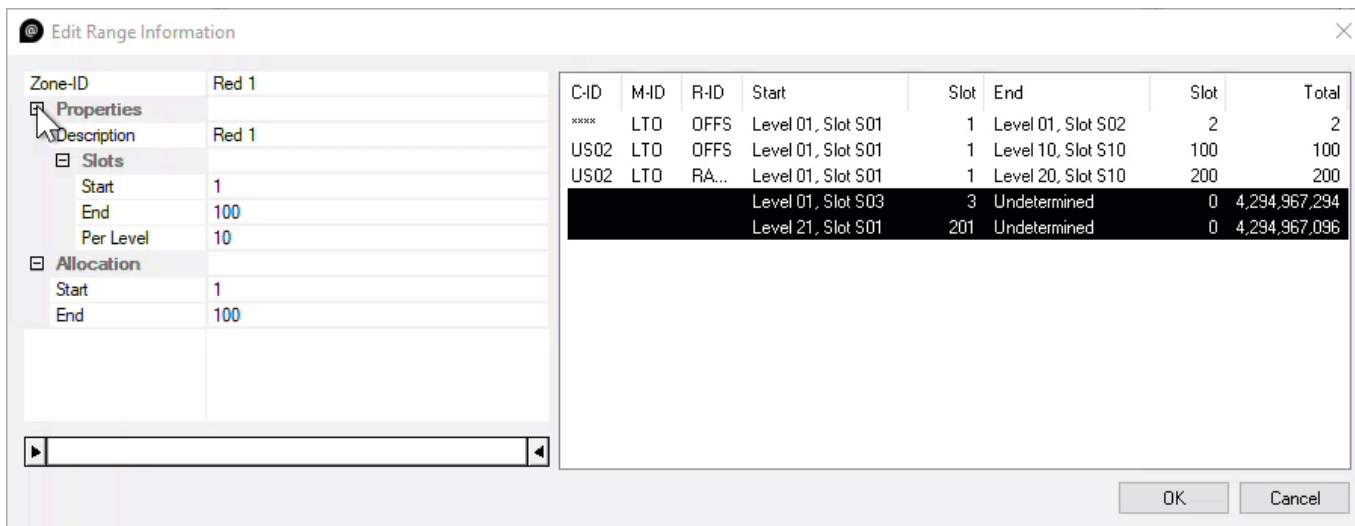 Edit Range Information
Zone-ID Red 1
Properties
Description Red 1
Slots
Start 1
End 100
Per Level 10
Allocation
Start 1
End 100
C-ID M-ID R-ID Start Slot End Slot Total
**** LTO OFFS Level 01, Slot S01 1 Level 01, Slot S02 2 2
US02 LTO OFFS Level 01, Slot S01 1 Level 10, Slot S10 100 100
US02 LTO RA... Level 01, Slot S01 1 Level 20, Slot S10 200 200
Level 01, Slot S03 3 Undetermined 0 4,294,967,294
Level 21, Slot S01 201 Undetermined 0 4,294,967,096
OK Cancel